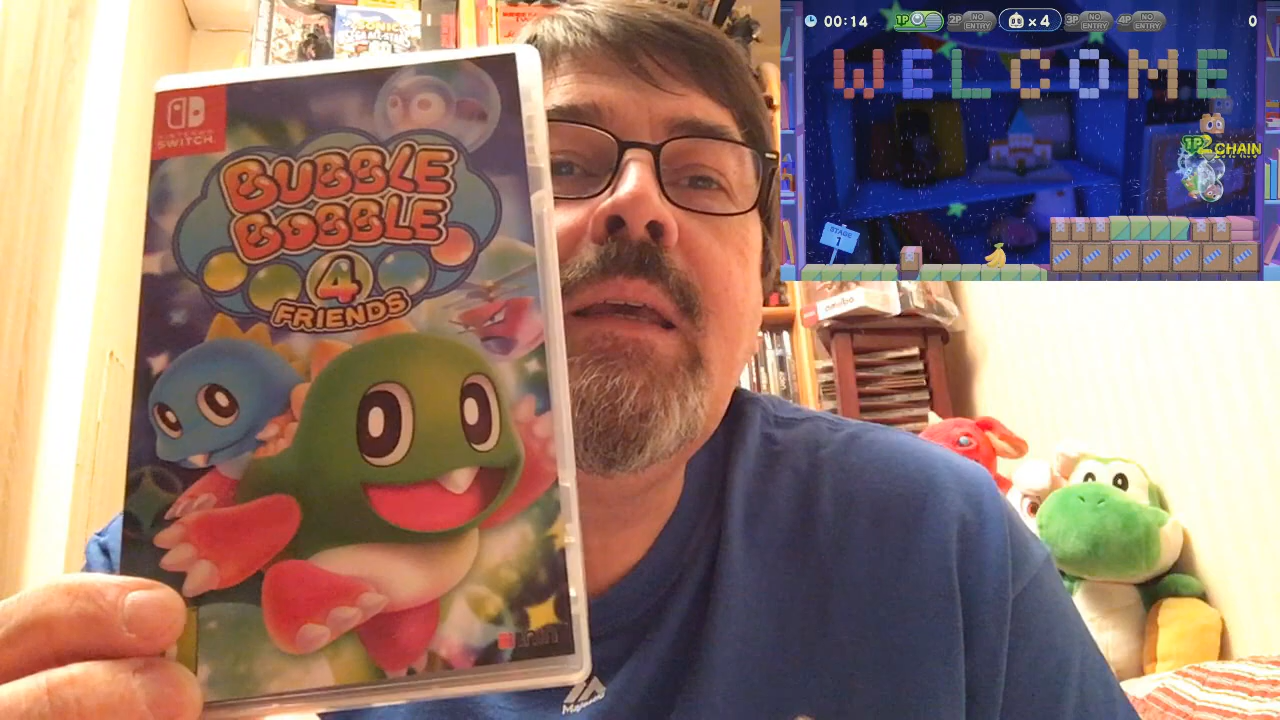 NINTENDO
SWITCH
BUBBLE
BOBBLE
4
FRIENDS
Majestic
amiibo
00:14
1P
2P NO ENTRY
x 4
3P NO ENTRY
4P NO ENTRY
0
WELCOME
1P
2 CHAIN
STAGE
1